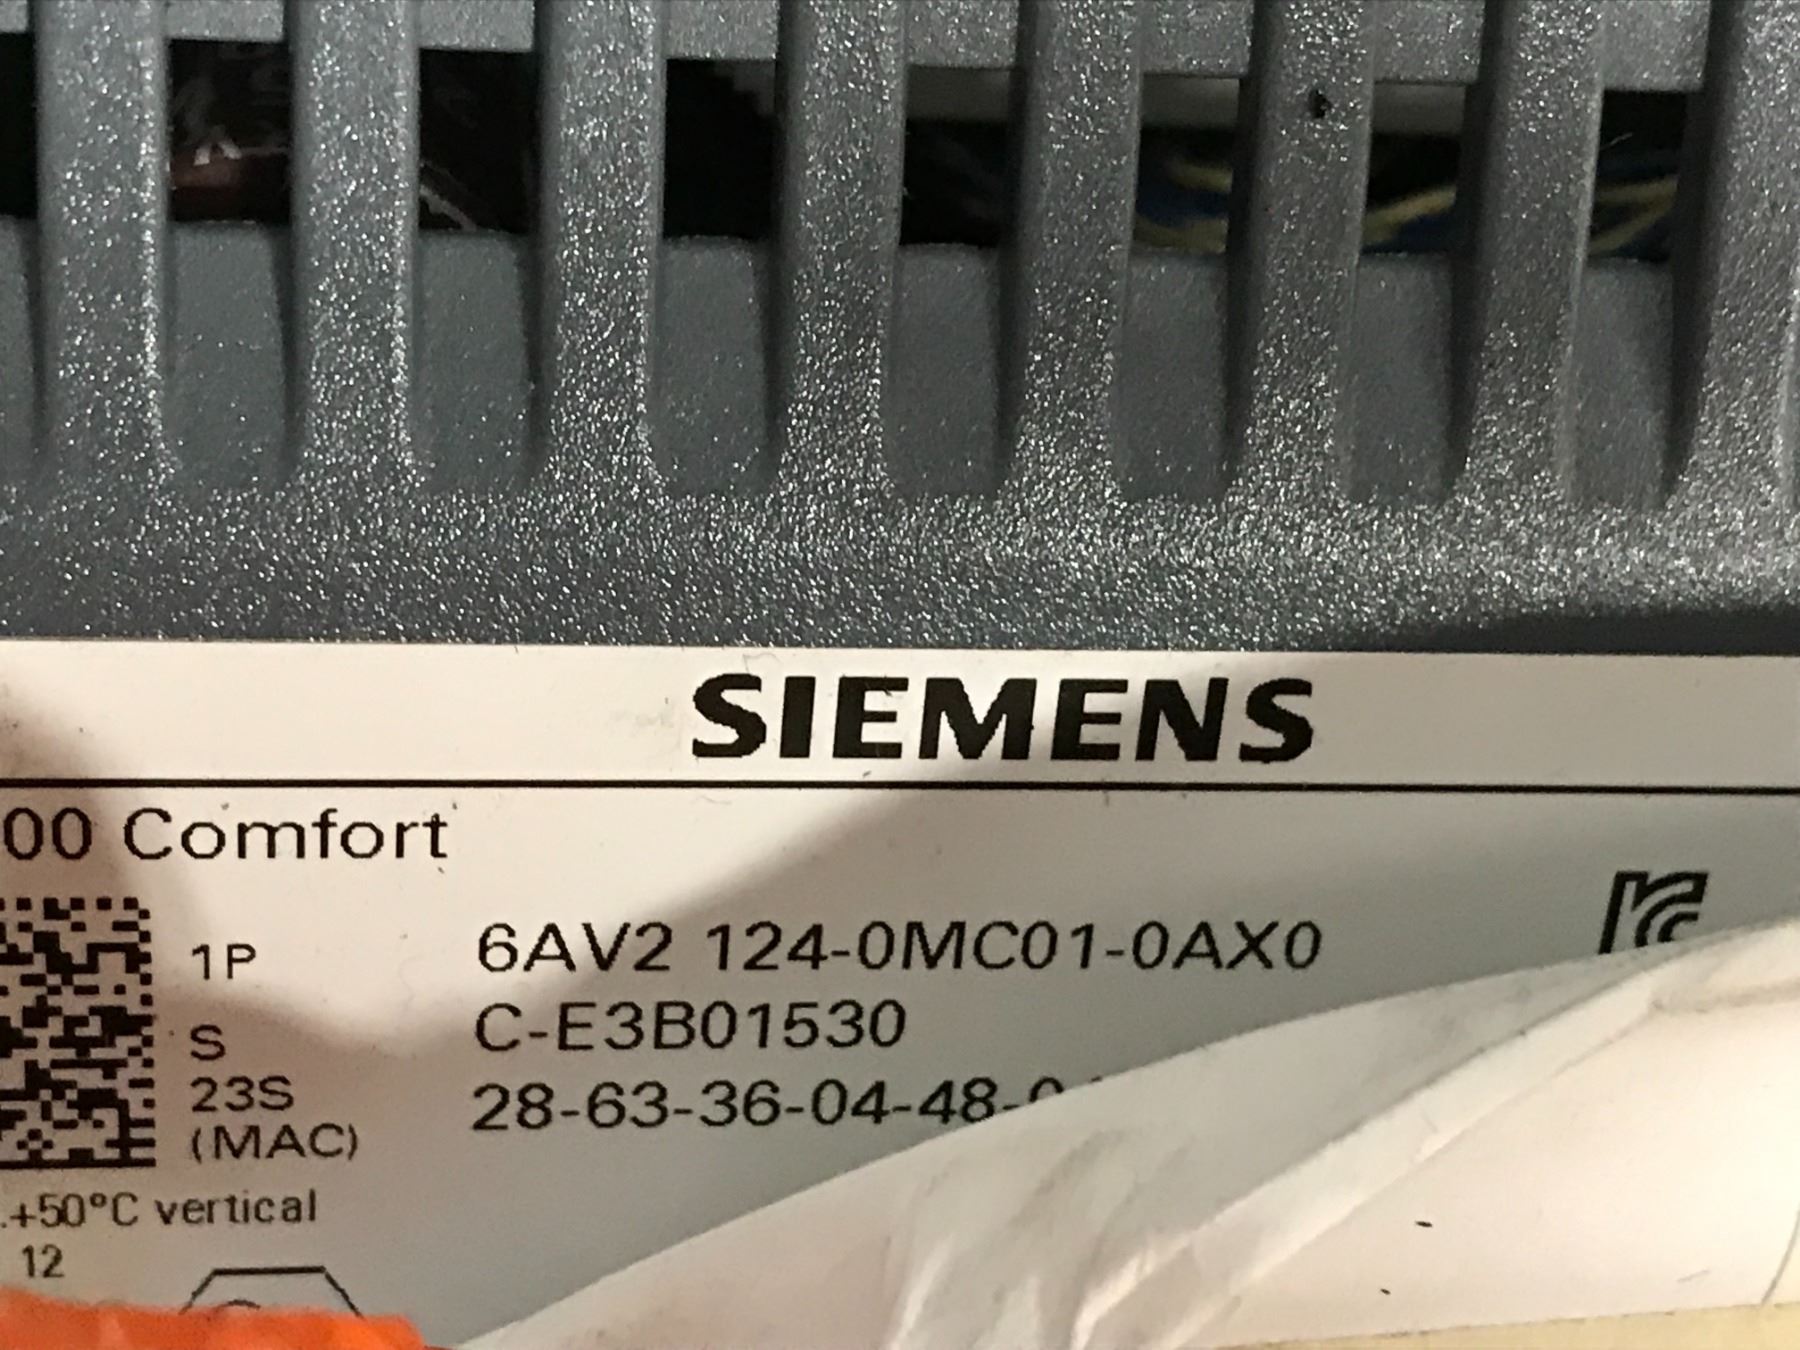 SIEMENS
00 Comfort
1P 6AV2 124-0MC01-0AX0
S C-E3B01530
23S 28-63-36-04-48-
(MAC)
.+50°C vertical
12